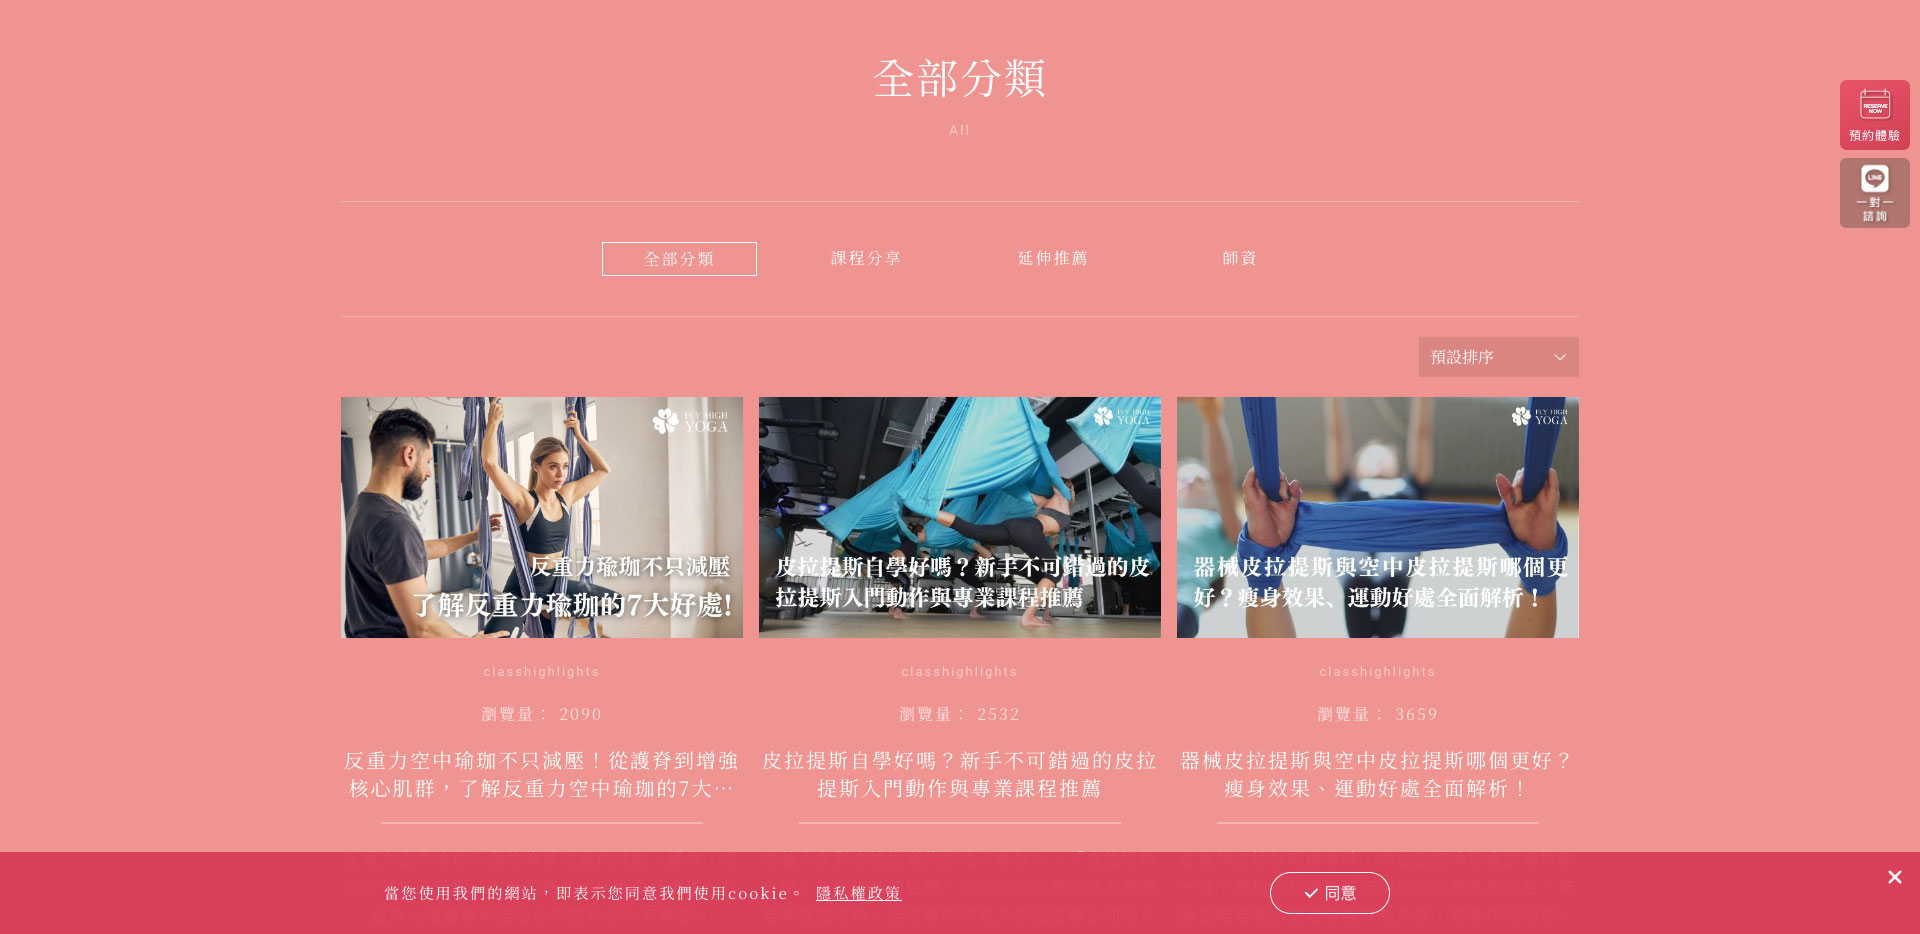 全部分類
All
預約體驗
RESERVE
NOW
LINE
一對一
諮詢
全部分類
課程分享
延伸推薦
師資
預設排序
FLY HIGH
YOGA
反重力瑜珈不只減壓
了解反重力瑜珈的7大好處!
FLY HIGH
YOGA
皮拉提斯自學好嗎？新手不可錯過的皮
拉提斯入門動作與專業課程推薦
FLY HIGH
YOGA
器械皮拉提斯與空中皮拉提斯哪個更
好？瘦身效果、運動好處全面解析！
classhighlights
瀏覽量： 2090
反重力空中瑜珈不只減壓！從護脊到增強
核心肌群，了解反重力空中瑜珈的7大…
classhighlights
瀏覽量： 2532
皮拉提斯自學好嗎？新手不可錯過的皮拉
提斯入門動作與專業課程推薦
classhighlights
瀏覽量： 3659
器械皮拉提斯與空中皮拉提斯哪個更好？
瘦身效果、運動好處全面解析！
當您使用我們的網站，即表示您同意我們使用cookie。 隱私權政策
同意